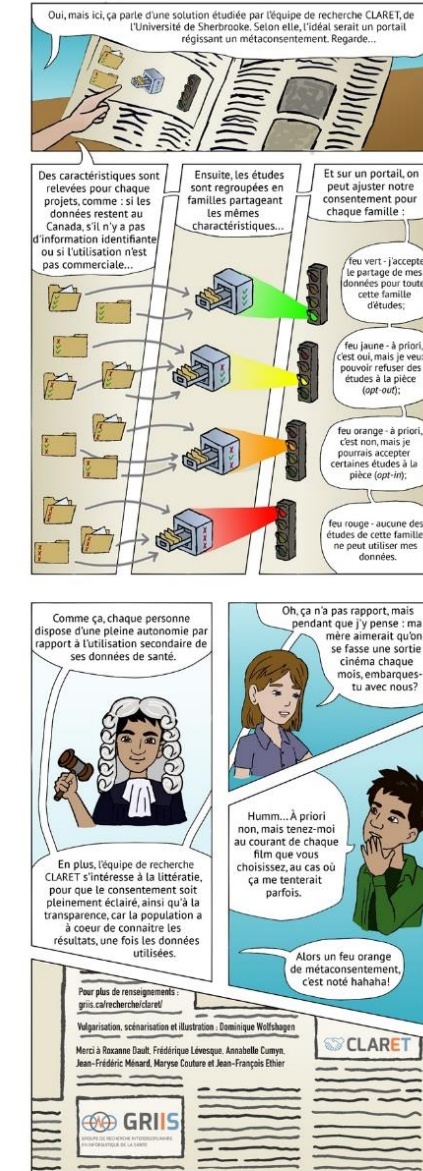 Oui, mais ici, ça parle d'une solution étudiée par l'équipe de recherche CLARET, de
l'Université de Sherbrooke. Selon elle, l'idéal serait un portail
régissant un métaconsentement. Regarde...
Des caractéristiques sont
relevées pour chaque
projets, comme : si les
données restent au
Canada, s'il n'y a pas
d'information identifiante
ou si l'utilisation n'est
pas commerciale...
Ensuite, les études
sont regroupées en
familles partageant
les mêmes
charactéristiques...
Et sur un portail, on
peut ajuster notre
consentement pour
chaque famille :
feu vert - j'accepte
le partage de mes
données pour toute
cette famille
d'études;
feu jaune - à priori,
c'est oui, mais je veux
pouvoir refuser des
études à la pièce
(opt-out);
feu orange - à priori,
c'est non, mais je
pourrais accepter
certaines études à la
pièce (opt-in);
feu rouge - aucune des
études de cette famille
ne peut utiliser mes
données.
Comme ça, chaque personne
dispose d'une pleine autonomie par
rapport à l'utilisation secondaire de
ses données de santé.
En plus, l'équipe de recherche
CLARET s'intéresse à la littératie,
pour que le consentement soit
pleinement éclairé, ainsi qu'à la
transparence, car la population a
à coeur de connaitre les
résultats, une fois les données
utilisées.
Oh, ça n'a pas rapport, mais
pendant que j'y pense : ma
mère aimerait qu'on
se fasse une sortie
cinéma chaque
mois, embarques-
tu avec nous?
Humm... À priori
non, mais tenez-moi
au courant de chaque
film que vous
choisissez, au cas où
ça me tenterait
parfois.
Alors un feu orange
de métaconsentement,
c'est noté hahaha!
Pour plus de renseignements :
griis.ca/recherche/claret/
Vulgarisation, scénarisation et illustration : Dominique Wolfshagen
Merci à Roxanne Dault, Frédérique Lévesque, Annabelle Cumyn,
Jean-Frédéric Ménard, Maryse Couture et Jean-François Ethier
CLARET
GRIIS
GROUPE DE RECHERCHE INTERDISCIPLINAIRE
EN INFORMATIQUE DE LA SANTÉ